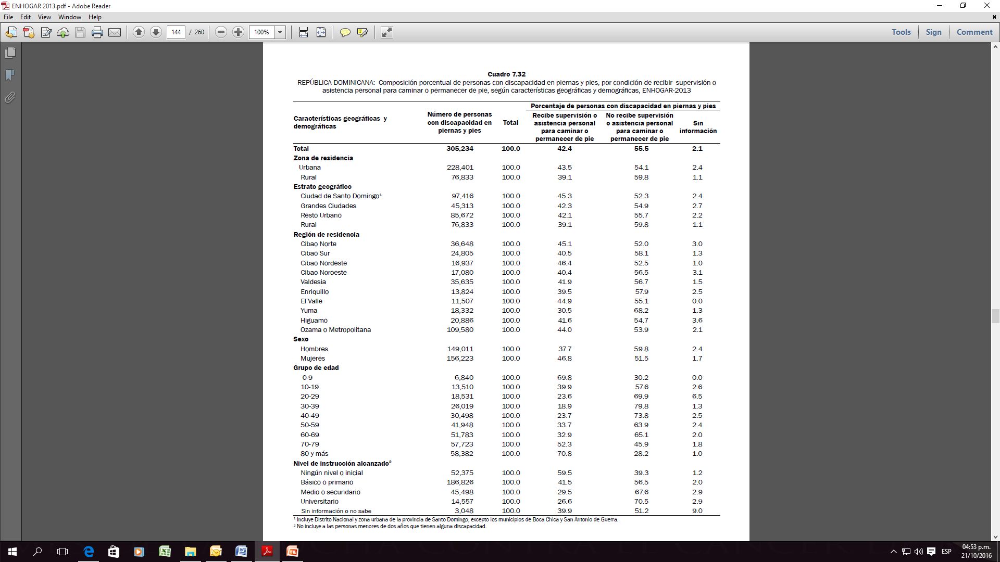 ENHOGAR 2013.pdf - Adobe Reader
File Edit View Window Help
144 / 260 100% Tools Sign Comment
Cuadro 7.32
REPÚBLICA DOMINICANA: Composición porcentual de personas con discapacidad en piernas y pies, por condición de recibir supervisión o
asistencia personal para caminar o permanecer de pie, según características geográficas y demográficas, ENHOGAR-2013
Porcentaje de personas con discapacidad en piernas y pies
Características geográficas y
demográficas
Número de personas
con discapacidad en
piernas y pies
Total
Recibe supervisión o
asistencia personal
para caminar o
permanecer de pie
No recibe supervisión
o asistencia personal
para caminar o
permanecer de pie
Sin
información
Total 305,234 100.0 42.4 55.5 2.1
Zona de residencia
Urbana 228,401 100.0 43.5 54.1 2.4
Rural 76,833 100.0 39.1 59.8 1.1
Estrato geográfico
Ciudad de Santo Domingo¹ 97,416 100.0 45.3 52.3 2.4
Grandes Ciudades 45,313 100.0 42.3 54.9 2.7
Resto Urbano 85,672 100.0 42.1 55.7 2.2
Rural 76,833 100.0 39.1 59.8 1.1
Región de residencia
Cibao Norte 36,648 100.0 45.1 52.0 3.0
Cibao Sur 24,805 100.0 40.5 58.1 1.3
Cibao Nordeste 16,937 100.0 46.4 52.5 1.0
Cibao Noroeste 17,080 100.0 40.4 56.5 3.1
Valdesia 35,635 100.0 41.9 56.7 1.5
Enriquillo 13,824 100.0 39.5 57.9 2.5
El Valle 11,507 100.0 44.9 55.1 0.0
Yuma 18,332 100.0 30.5 68.2 1.3
Higuamo 20,886 100.0 41.6 54.7 3.6
Ozama o Metropolitana 109,580 100.0 44.0 53.9 2.1
Sexo
Hombres 149,011 100.0 37.7 59.8 2.4
Mujeres 156,223 100.0 46.8 51.5 1.7
Grupo de edad
0-9 6,840 100.0 69.8 30.2 0.0
10-19 13,510 100.0 39.9 57.6 2.6
20-29 18,531 100.0 23.6 69.9 6.5
30-39 26,019 100.0 18.9 79.8 1.3
40-49 30,498 100.0 23.7 73.8 2.5
50-59 41,948 100.0 33.7 63.9 2.4
60-69 51,783 100.0 32.9 65.1 2.0
70-79 57,723 100.0 52.3 45.9 1.8
80 y más 58,382 100.0 70.8 28.2 1.0
Nivel de instrucción alcanzado²
Ningún nivel o inicial 52,375 100.0 59.5 39.3 1.2
Básico o primario 186,826 100.0 41.5 56.5 2.0
Medio o secundario 45,498 100.0 29.5 67.6 2.9
Universitario 14,557 100.0 26.6 70.5 2.9
Sin información o no sabe 3,048 100.0 39.9 51.2 9.0
¹ Incluye Distrito Nacional y zona urbana de la provincia de Santo Domingo, excepto los municipios de Boca Chica y San Antonio de Guerra.
² No incluye a las personas menores de dos años que tienen alguna discapacidad.
ESP
04:53 p.m.
21/10/2016